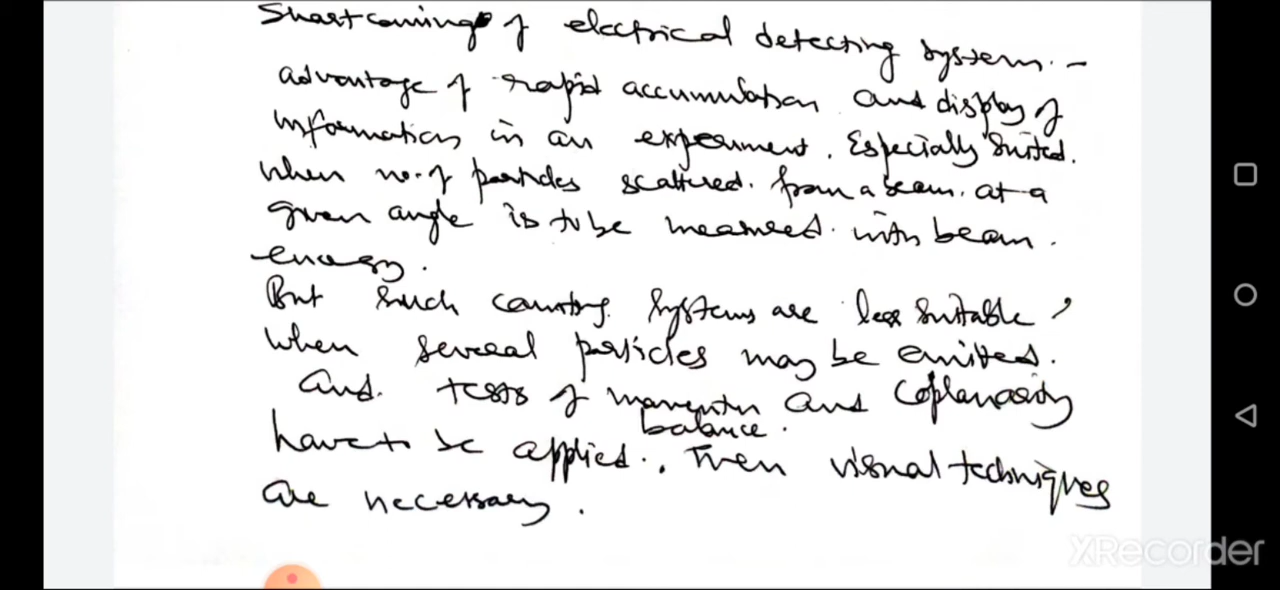 Shortcomings of electrical detecting system. -
advantage of rapid accumulation and display of
information in an experiment. Especially suited.
when no. of particles scattered. from a beam. at a
given angle is to be measured. with beam.
energy.
But such counting systems are less suitable,
when several particles may be emitted.
and. tests of momentum and coplanarity
balance.
have to be applied. Then visual techniques
are necessary.
XRecorder